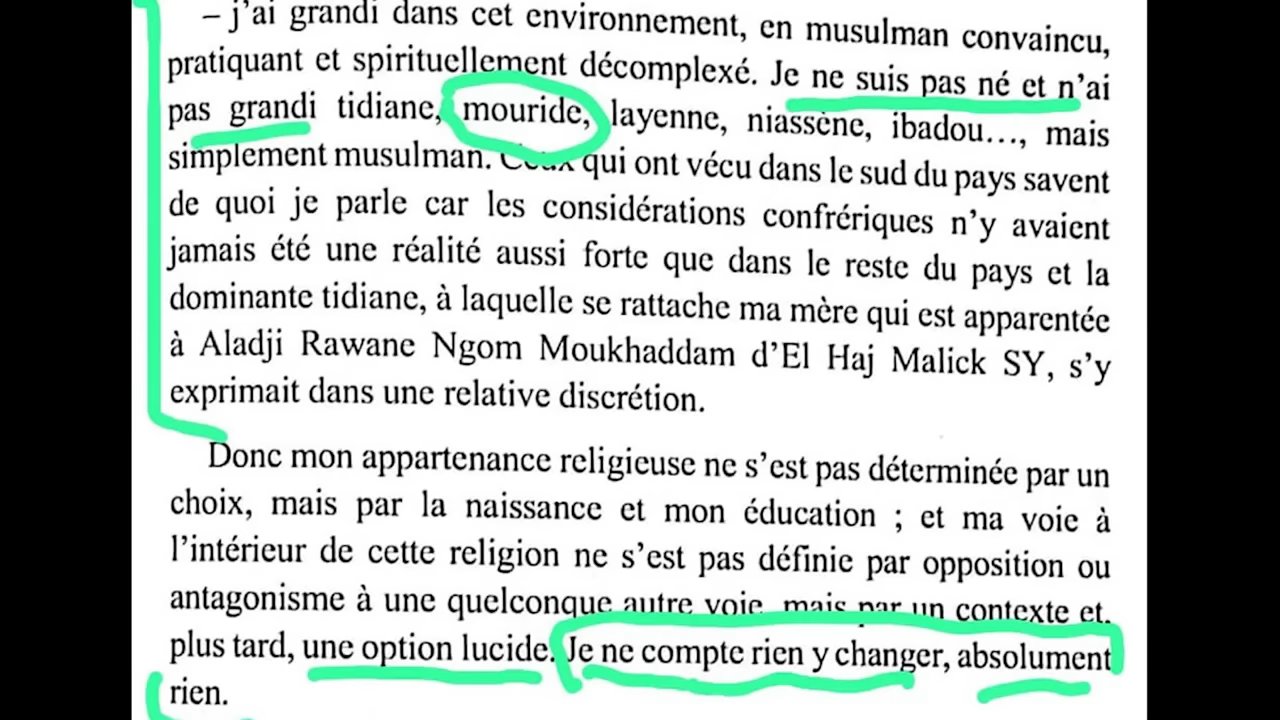 – j’ai grandi dans cet environnement, en musulman convaincu,
pratiquant et spirituellement décomplexé. Je ne suis pas né et n’ai
pas grandi tidiane, mouride, layenne, niassène, ibadou…, mais
simplement musulman. Ceux qui ont vécu dans le sud du pays savent
de quoi je parle car les considérations confrériques n’y avaient
jamais été une réalité aussi forte que dans le reste du pays et la
dominante tidiane, à laquelle se rattache ma mère qui est apparentée
à Aladji Rawane Ngom Moukhaddam d’El Haj Malick SY, s’y
exprimait dans une relative discrétion.
Donc mon appartenance religieuse ne s’est pas déterminée par un
choix, mais par la naissance et mon éducation ; et ma voie à
l’intérieur de cette religion ne s’est pas définie par opposition ou
antagonisme à une quelconque autre voie, mais par un contexte et,
plus tard, une option lucide. Je ne compte rien y changer, absolument
rien.